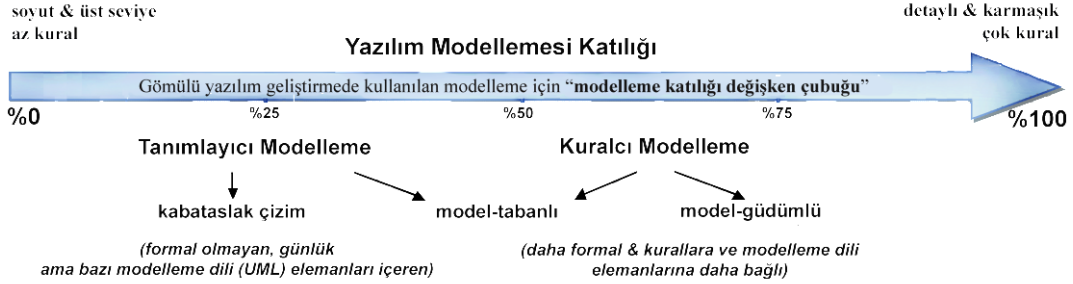 soyut & üst seviye
az kural
detaylı & karmaşık
çok kural
Yazılım Modellemesi Katılığı
Gömülü yazılım geliştirmede kullanılan modelleme için “modelleme katılığı değişken çubuğu”
%0 %25 %50 %75 %100
Tanımlayıcı Modelleme Kuralcı Modelleme
kabataslak çizim model-tabanlı model-güdümlü
(formal olmayan, günlük
ama bazı modelleme dili (UML) elemanları içeren)
(daha formal & kurallara ve modelleme dili
elemanlarına daha bağlı)